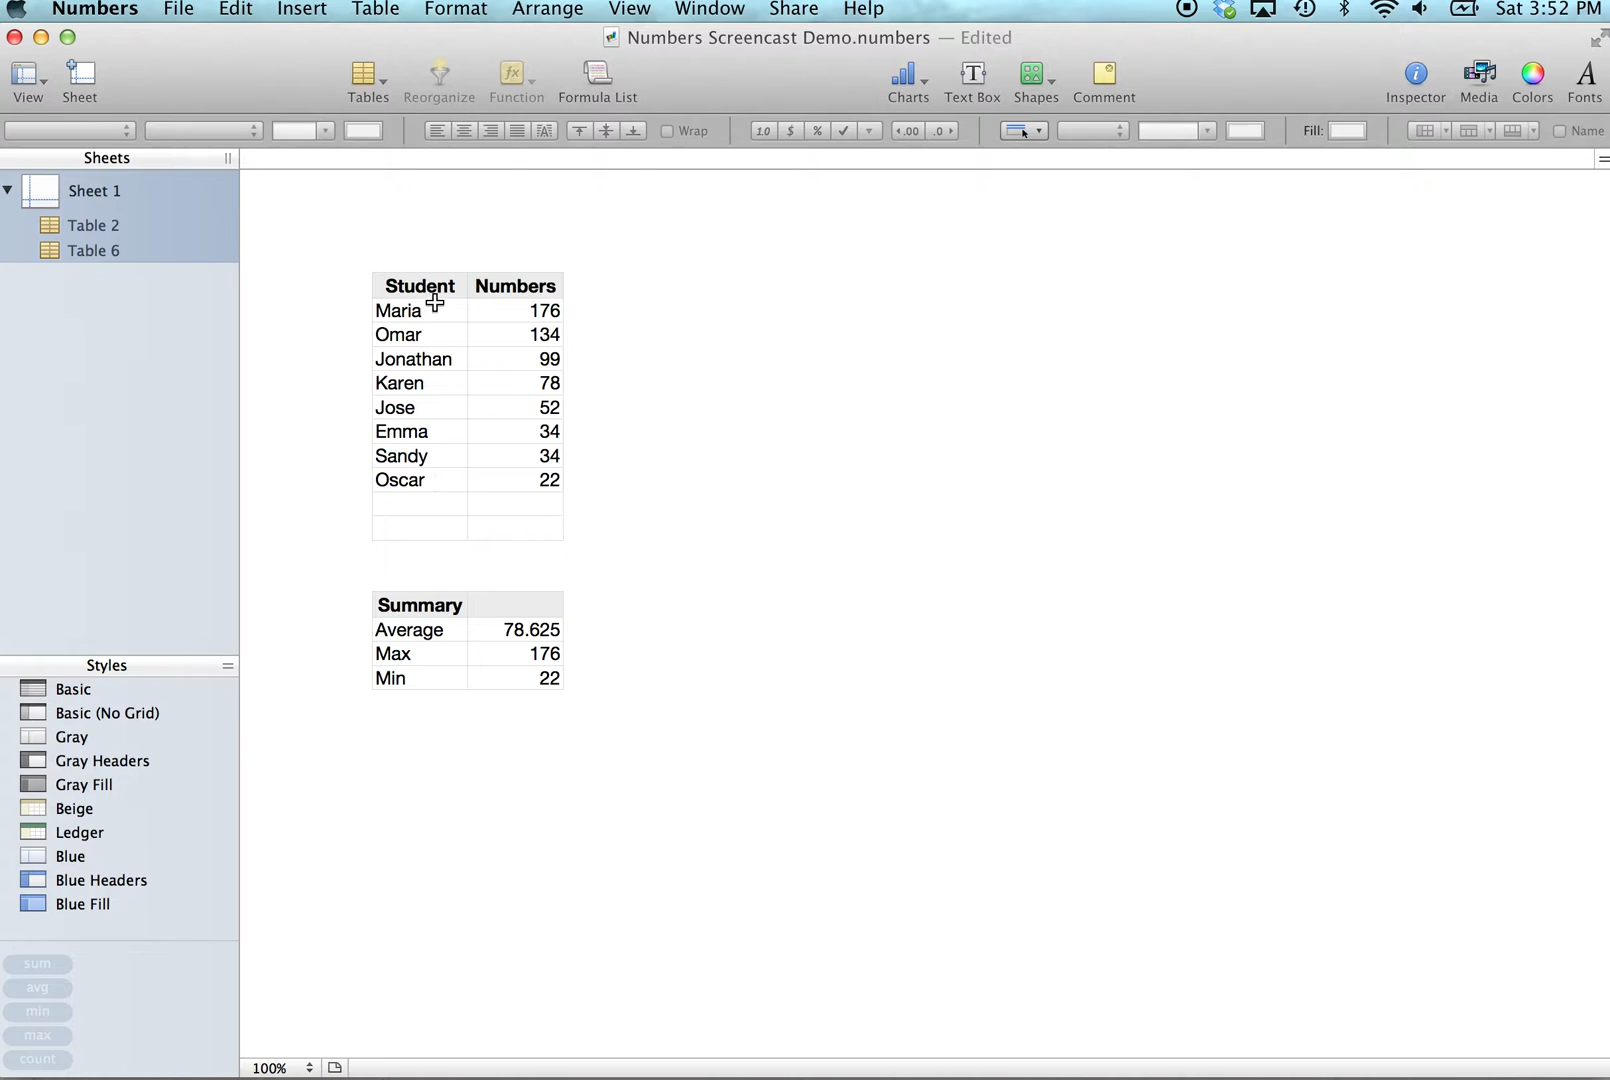 Numbers File Edit Insert Table Format Arrange View Window Share Help Sat 3:52 PM
Numbers Screencast Demo.numbers — Edited
View Sheet Tables Reorganize Function Formula List Charts Text Box Shapes Comment Inspector Media Colors Fonts
Wrap 1.0 $ % .00 .0 Fill: Name
Sheets
Sheet 1
Table 2
Table 6
Student Numbers
Maria 176
Omar 134
Jonathan 99
Karen 78
Jose 52
Emma 34
Sandy 34
Oscar 22
Summary
Average 78.625
Max 176
Min 22
Styles
Basic
Basic (No Grid)
Gray
Gray Headers
Gray Fill
Beige
Ledger
Blue
Blue Headers
Blue Fill
sum
avg
min
max
count
100%